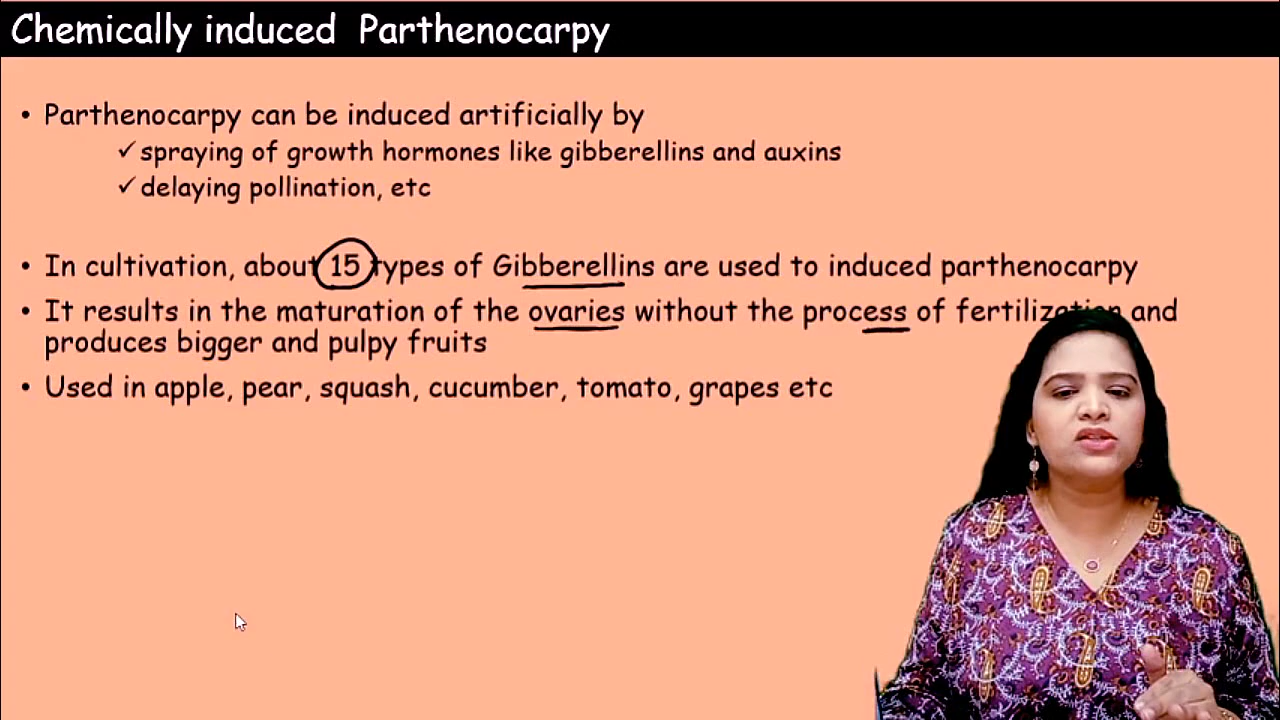 Chemically induced Parthenocarpy
• Parthenocarpy can be induced artificially by
✓ spraying of growth hormones like gibberellins and auxins
✓ delaying pollination, etc
• In cultivation, about 15 types of Gibberellins are used to induced parthenocarpy
• It results in the maturation of the ovaries without the process of fertilization and
produces bigger and pulpy fruits
• Used in apple, pear, squash, cucumber, tomato, grapes etc